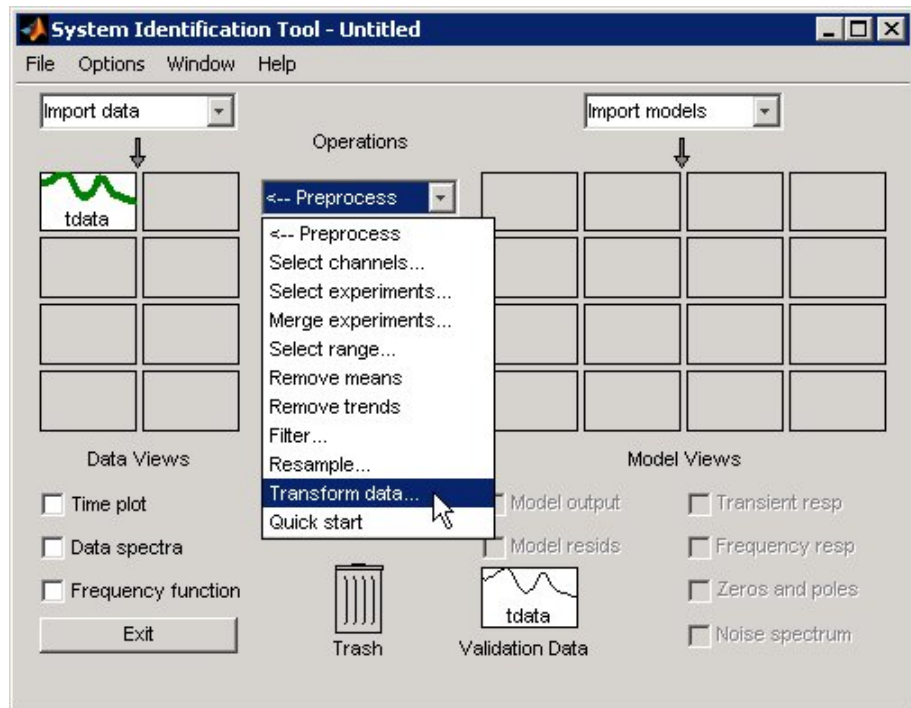 System Identification Tool - Untitled
File Options Window Help
Import data
Import models
Operations
tdata
<-- Preprocess
<-- Preprocess
Select channels...
Select experiments...
Merge experiments...
Select range...
Remove means
Remove trends
Filter...
Resample...
Transform data...
Quick start
Data Views
Model Views
Time plot
Data spectra
Frequency function
Model output
Transient resp
Model resids
Frequency resp
Zeros and poles
Noise spectrum
tdata
Exit
Trash
Validation Data